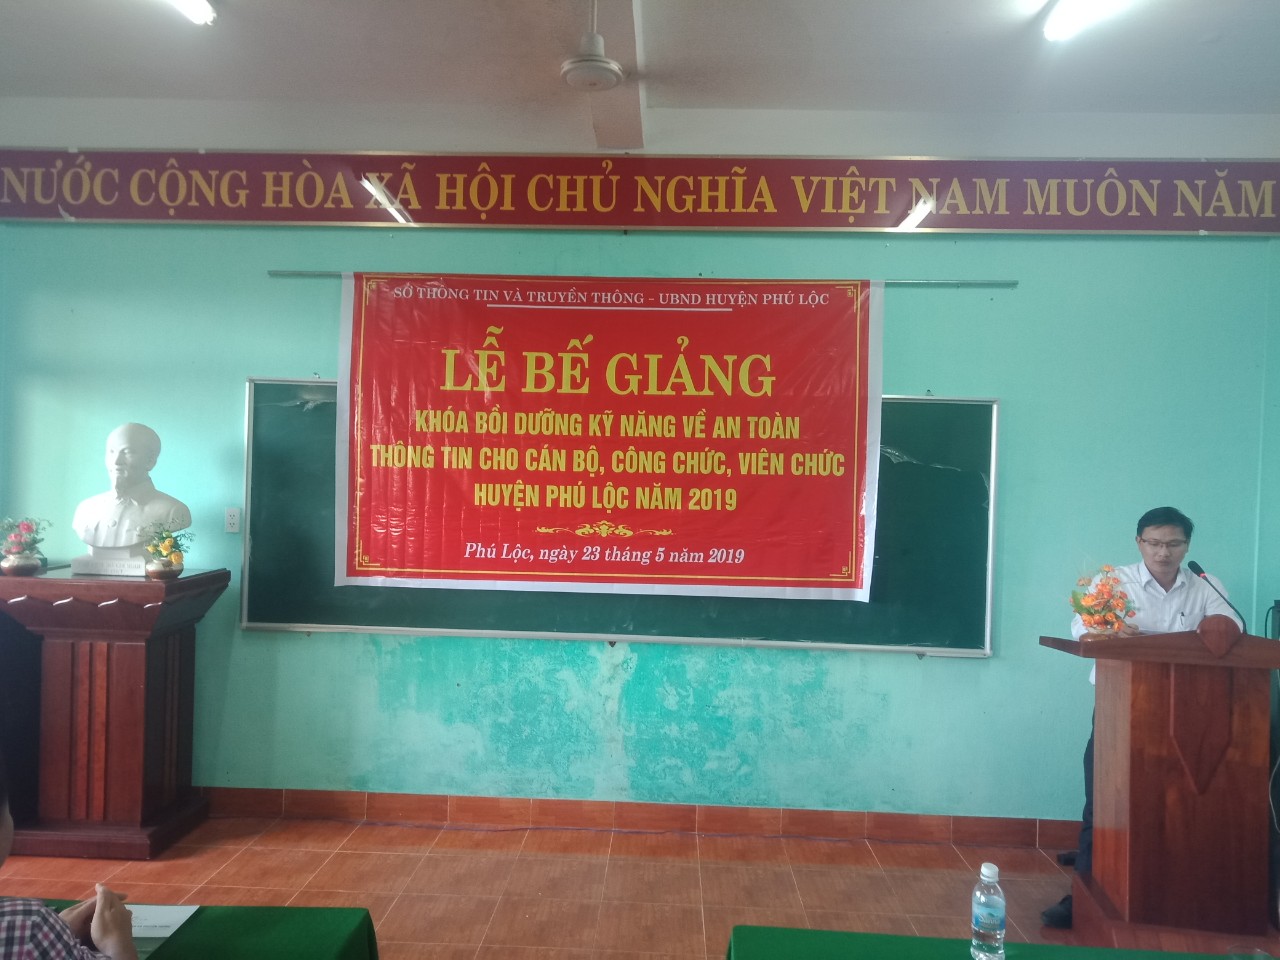 NƯỚC CỘNG HÒA XÃ HỘI CHỦ NGHĨA VIỆT NAM MUÔN NĂM
SỞ THÔNG TIN VÀ TRUYỀN THÔNG - UBND HUYỆN PHÚ LỘC
LỄ BẾ GIẢNG
KHÓA BỒI DƯỠNG KỸ NĂNG VỀ AN TOÀN
THÔNG TIN CHO CÁN BỘ, CÔNG CHỨC, VIÊN CHỨC
HUYỆN PHÚ LỘC NĂM 2019
Phú Lộc, ngày 23 tháng 5 năm 2019